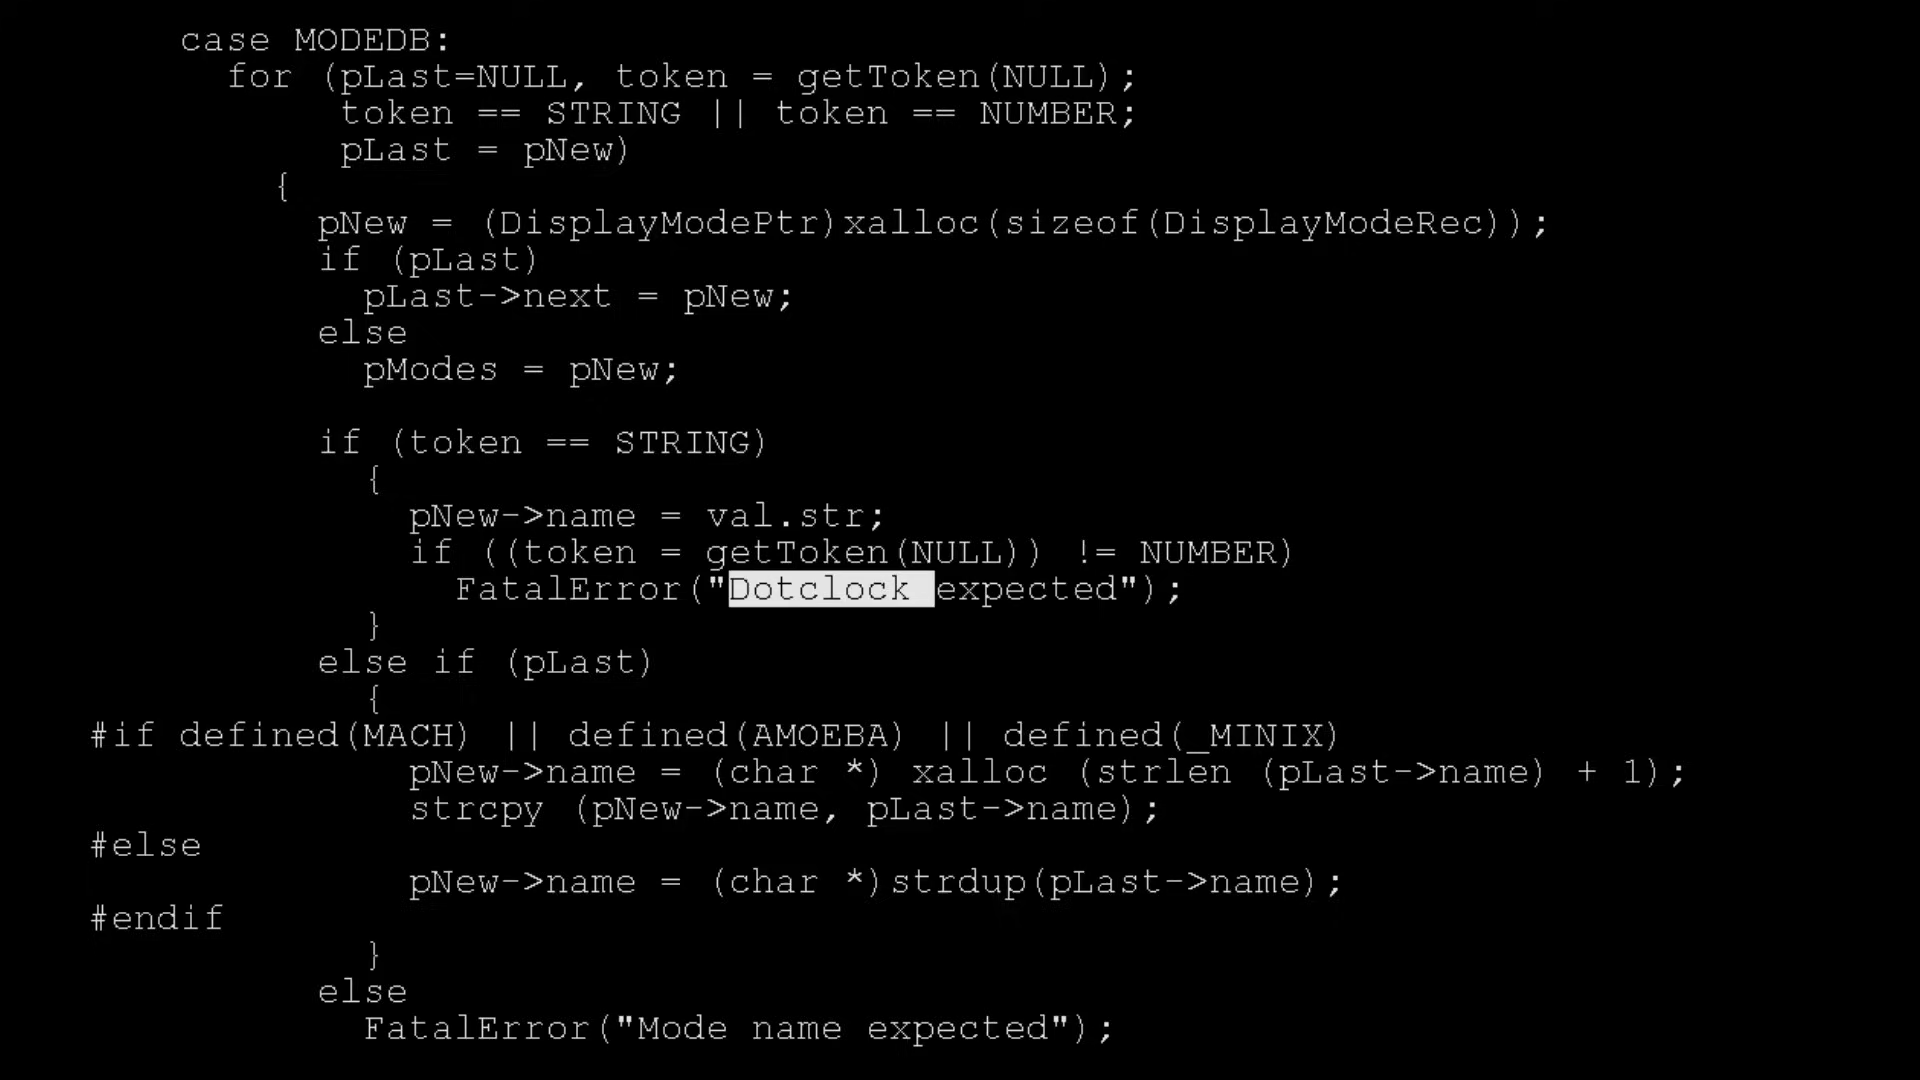 case MODEDB:
for (pLast=NULL, token = getToken(NULL);
token == STRING || token == NUMBER;
pLast = pNew)
{
pNew = (DisplayModePtr)xalloc(sizeof(DisplayModeRec));
if (pLast)
pLast->next = pNew;
else
pModes = pNew;
if (token == STRING)
{
pNew->name = val.str;
if ((token = getToken(NULL)) != NUMBER)
FatalError("Dotclock expected");
}
else if (pLast)
{
#if defined(MACH) || defined(AMOEBA) || defined(_MINIX)
pNew->name = (char *) xalloc (strlen (pLast->name) + 1);
strcpy (pNew->name, pLast->name);
#else
pNew->name = (char *)strdup(pLast->name);
#endif
}
else
FatalError("Mode name expected");